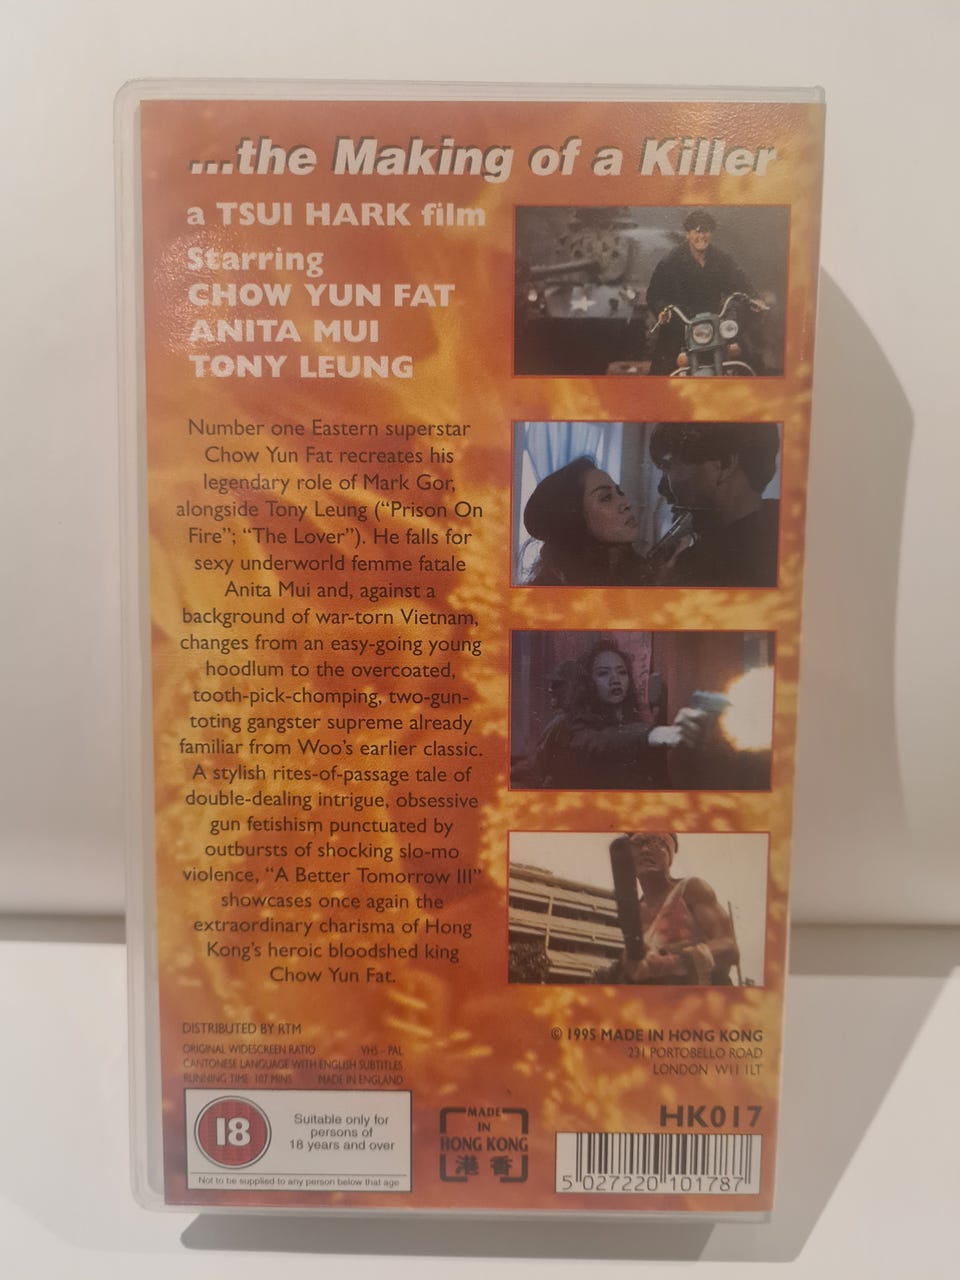 ...the Making of a Killer
a TSUI HARK film
Starring
CHOW YUN FAT
ANITA MUI
TONY LEUNG
Number one Eastern superstar
Chow Yun Fat recreates his
legendary role of Mark Gor,
alongside Tony Leung (“Prison On
Fire”; “The Lover”). He falls for
sexy underworld femme fatale
Anita Mui and, against a
background of war-torn Vietnam,
changes from an easy-going young
hoodlum to the overcoated,
tooth-pick-chomping, two-gun-
toting gangster supreme already
familiar from Woo's earlier classic.
A stylish rites-of-passage tale of
double-dealing intrigue, obsessive
gun fetishism punctuated by
outbursts of shocking slo-mo
violence, “A Better Tomorrow III”
showcases once again the
extraordinary charisma of Hong
Kong's heroic bloodshed king
Chow Yun Fat.
DISTRIBUTED BY RTM
ORIGINAL WIDESCREEN RATIO VHS - PAL
CANTONESE LANGUAGE WITH ENGLISH SUBTITLES
RUNNING TIME 107 MINS MADE IN ENGLAND
© 1995 MADE IN HONG KONG
231 PORTOBELLO ROAD
LONDON W11 1LT
18
Suitable only for
persons of
18 years and over
Not to be supplied to any person below that age
MADE
IN
HONG KONG
港香
HK017
5 027220 101787